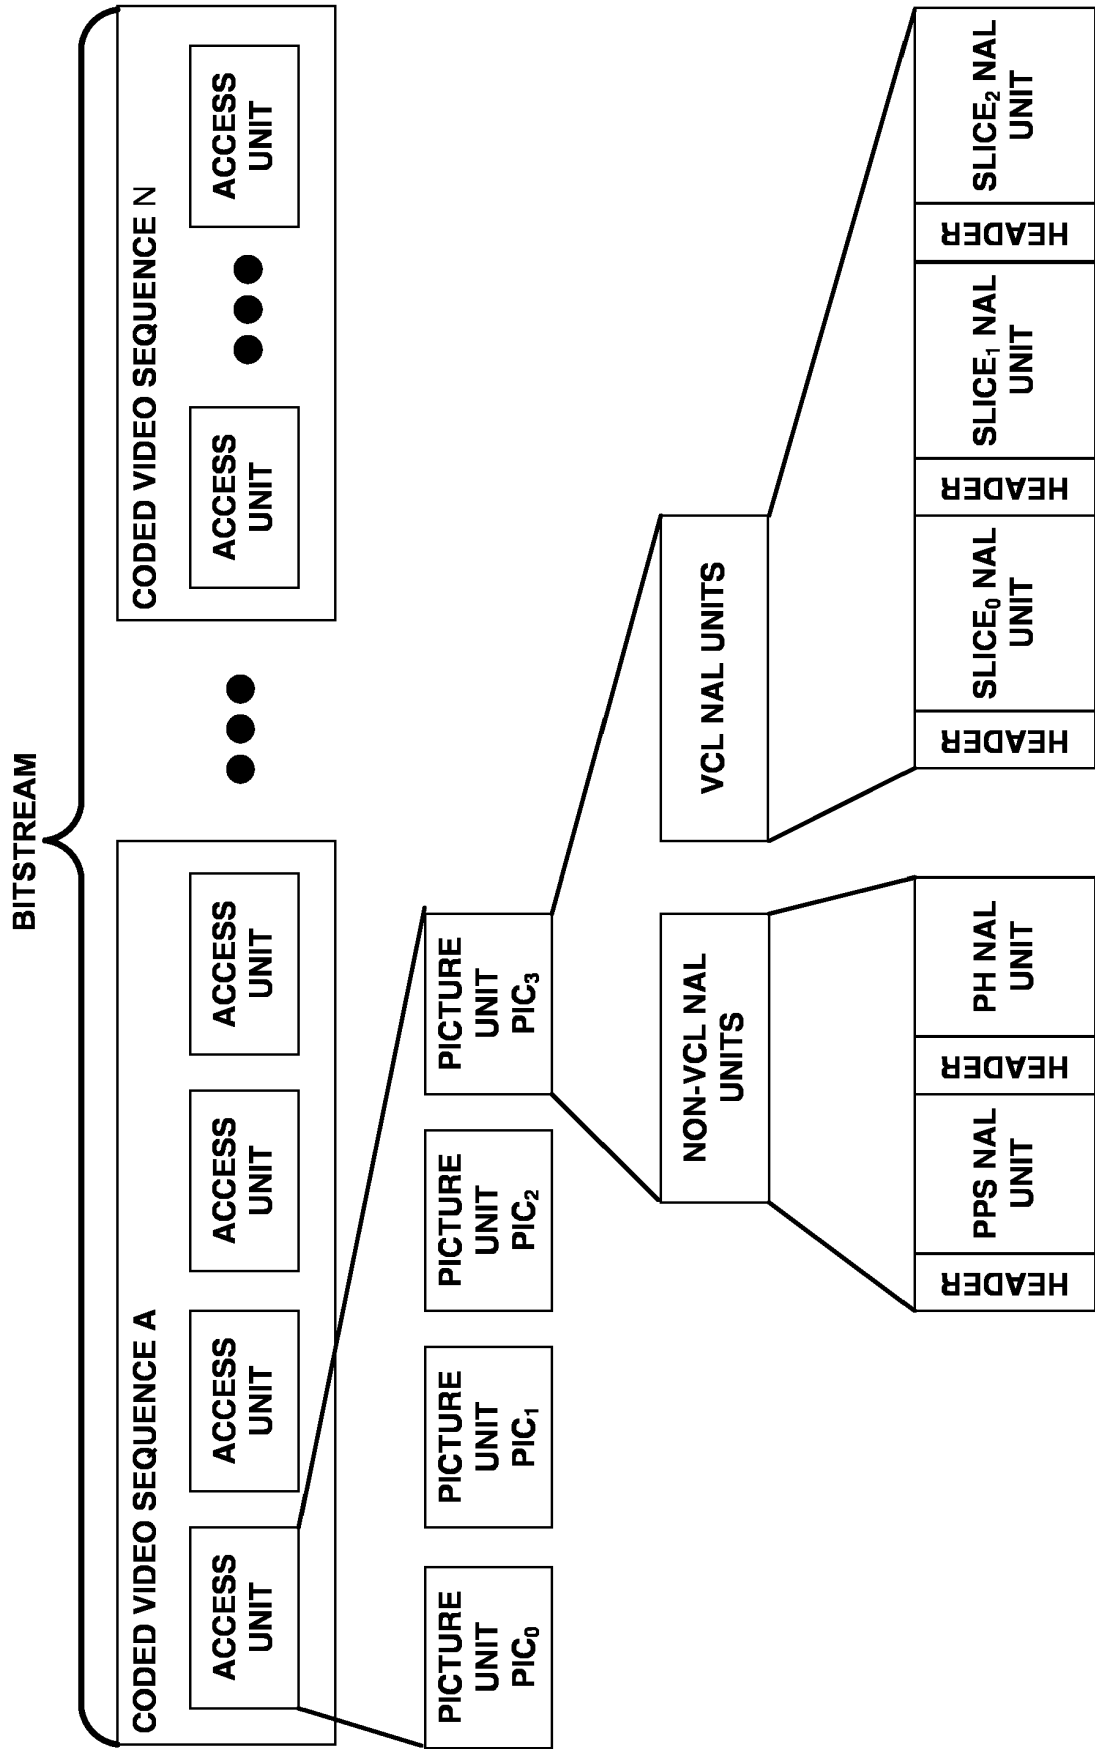 BITSTREAM
CODED VIDEO SEQUENCE A
ACCESS
UNIT
ACCESS
UNIT
ACCESS
UNIT
ACCESS
UNIT
CODED VIDEO SEQUENCE N
ACCESS
UNIT
ACCESS
UNIT
PICTURE
UNIT
PIC₀
PICTURE
UNIT
PIC₁
PICTURE
UNIT
PIC₂
PICTURE
UNIT
PIC₃
NON-VCL NAL
UNITS
VCL NAL UNITS
HEADER
PPS NAL
UNIT
HEADER
PH NAL
UNIT
HEADER
SLICE₀ NAL
UNIT
HEADER
SLICE₁ NAL
UNIT
HEADER
SLICE₂ NAL
UNIT